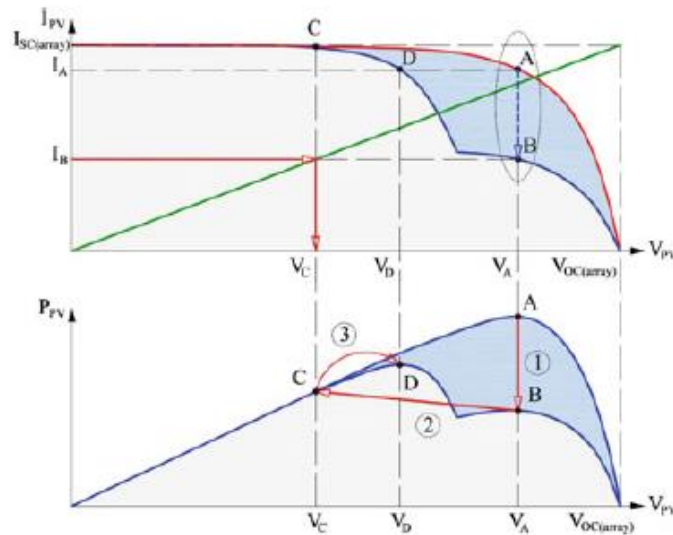 I_PV
C
I_SC(array)
I_A
D
A
I_B
B
V_C
V_D
V_A
V_OC(array)
V_PV
P_PV
A
③
①
C
D
B
②
V_C
V_D
V_A
V_OC(array)
V_PV